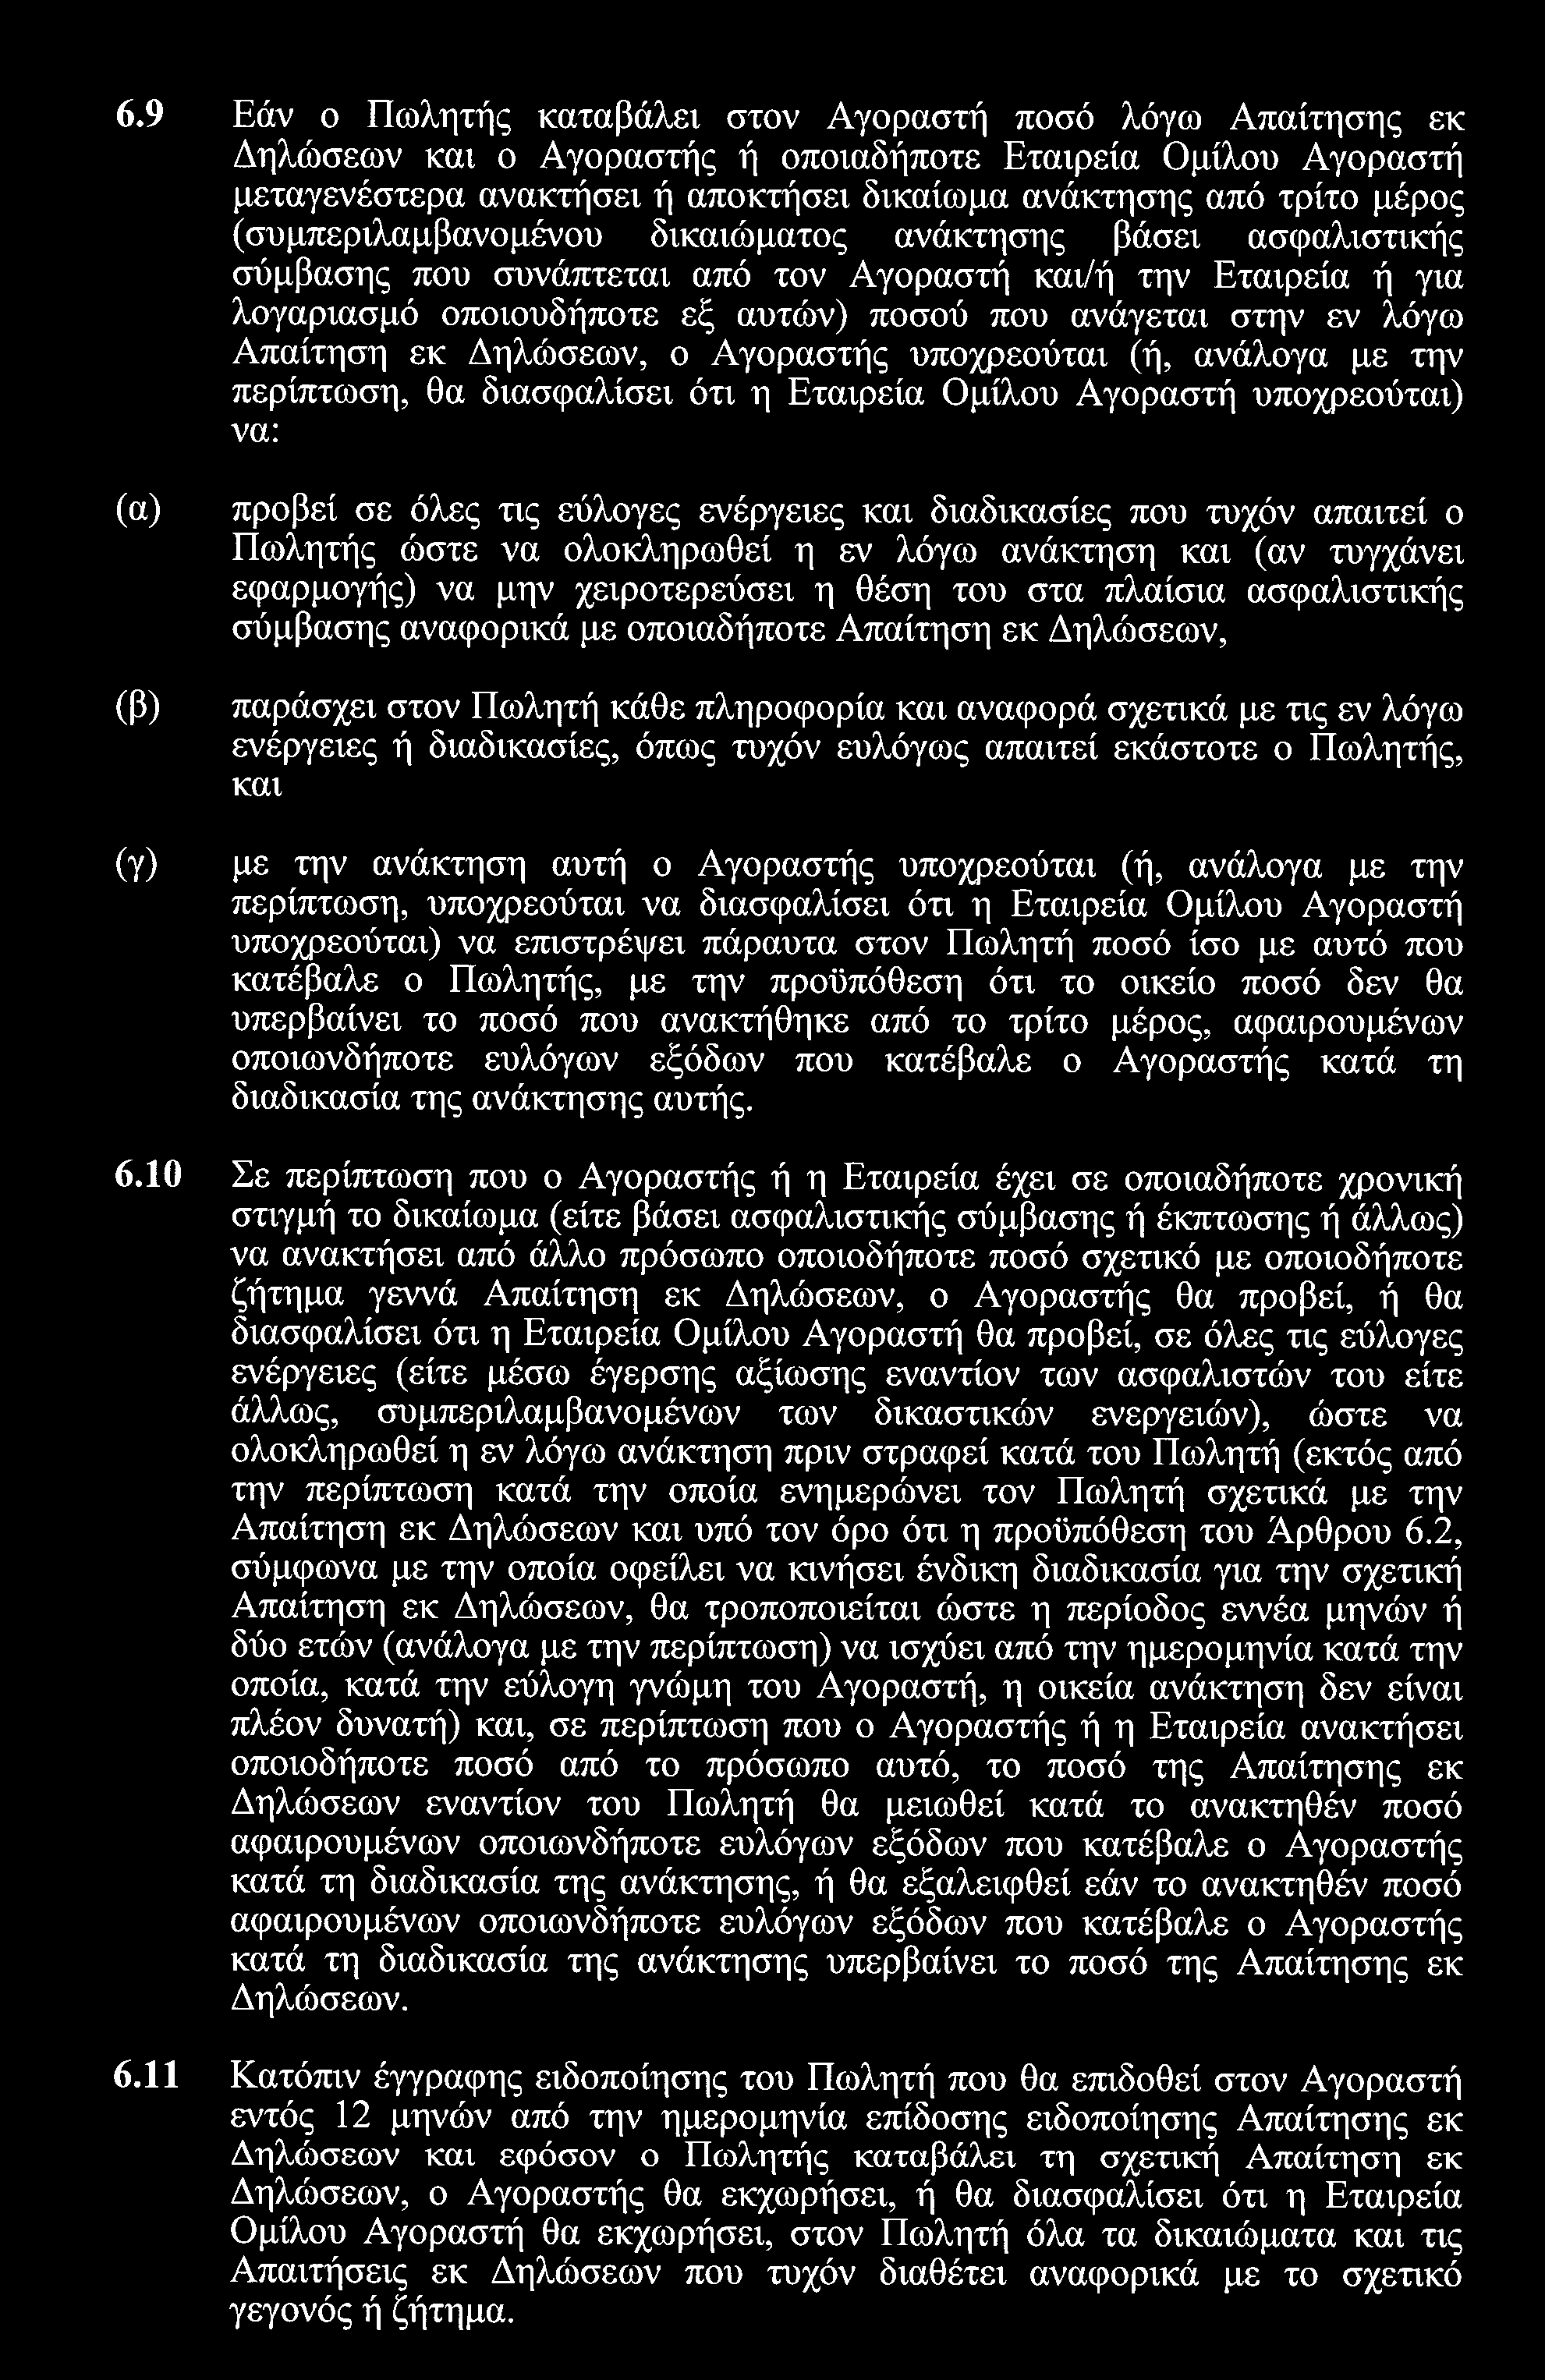 6.9 Εάν ο Πωλητής καταβάλει στον Αγοραστή ποσό λόγω Απαίτησης εκ
Δηλώσεων και ο Αγοραστής ή οποιαδήποτε Εταιρεία Ομίλου Αγοραστή
μεταγενέστερα ανακτήσει ή αποκτήσει δικαίωμα ανάκτησης από τρίτο μέρος
(συμπεριλαμβανομένου δικαιώματος ανάκτησης βάσει ασφαλιστικής
σύμβασης που συνάπτεται από τον Αγοραστή και/ή την Εταιρεία ή για
λογαριασμό οποιουδήποτε εξ αυτών) ποσού που ανάγεται στην εν λόγω
Απαίτηση εκ Δηλώσεων, ο Αγοραστής υποχρεούται (ή, ανάλογα με την
περίπτωση, θα διασφαλίσει ότι η Εταιρεία Ομίλου Αγοραστή υποχρεούται)
να:
(α) προβεί σε όλες τις εύλογες ενέργειες και διαδικασίες που τυχόν απαιτεί ο
Πωλητής ώστε να ολοκληρωθεί η εν λόγω ανάκτηση και (αν τυγχάνει
εφαρμογής) να μην χειροτερεύσει η θέση του στα πλαίσια ασφαλιστικής
σύμβασης αναφορικά με οποιαδήποτε Απαίτηση εκ Δηλώσεων,
(β) παράσχει στον Πωλητή κάθε πληροφορία και αναφορά σχετικά με τις εν λόγω
ενέργειες ή διαδικασίες, όπως τυχόν ευλόγως απαιτεί εκάστοτε ο Πωλητής,
και
(γ) με την ανάκτηση αυτή ο Αγοραστής υποχρεούται (ή, ανάλογα με την
περίπτωση, υποχρεούται να διασφαλίσει ότι η Εταιρεία Ομίλου Αγοραστή
υποχρεούται) να επιστρέψει πάραυτα στον Πωλητή ποσό ίσο με αυτό που
κατέβαλε ο Πωλητής, με την προϋπόθεση ότι το οικείο ποσό δεν θα
υπερβαίνει το ποσό που ανακτήθηκε από το τρίτο μέρος, αφαιρουμένων
οποιωνδήποτε ευλόγων εξόδων που κατέβαλε ο Αγοραστής κατά τη
διαδικασία της ανάκτησης αυτής.
6.10 Σε περίπτωση που ο Αγοραστής ή η Εταιρεία έχει σε οποιαδήποτε χρονική
στιγμή το δικαίωμα (είτε βάσει ασφαλιστικής σύμβασης ή έκπτωσης ή άλλως)
να ανακτήσει από άλλο πρόσωπο οποιοδήποτε ποσό σχετικό με οποιοδήποτε
ζήτημα γεννά Απαίτηση εκ Δηλώσεων, ο Αγοραστής θα προβεί, ή θα
διασφαλίσει ότι η Εταιρεία Ομίλου Αγοραστή θα προβεί, σε όλες τις εύλογες
ενέργειες (είτε μέσω έγερσης αξίωσης εναντίον των ασφαλιστών του είτε
άλλως, συμπεριλαμβανομένων των δικαστικών ενεργειών), ώστε να
ολοκληρωθεί η εν λόγω ανάκτηση πριν στραφεί κατά του Πωλητή (εκτός από
την περίπτωση κατά την οποία ενημερώνει τον Πωλητή σχετικά με την
Απαίτηση εκ Δηλώσεων και υπό τον όρο ότι η προϋπόθεση του Άρθρου 6.2,
σύμφωνα με την οποία οφείλει να κινήσει ένδικη διαδικασία για την σχετική
Απαίτηση εκ Δηλώσεων, θα τροποποιείται ώστε η περίοδος εννέα μηνών ή
δύο ετών (ανάλογα με την περίπτωση) να ισχύει από την ημερομηνία κατά την
οποία, κατά την εύλογη γνώμη του Αγοραστή, η οικεία ανάκτηση δεν είναι
πλέον δυνατή) και, σε περίπτωση που ο Αγοραστής ή η Εταιρεία ανακτήσει
οποιοδήποτε ποσό από το πρόσωπο αυτό, το ποσό της Απαίτησης εκ
Δηλώσεων εναντίον του Πωλητή θα μειωθεί κατά το ανακτηθέν ποσό
αφαιρουμένων οποιωνδήποτε ευλόγων εξόδων που κατέβαλε ο Αγοραστής
κατά τη διαδικασία της ανάκτησης, ή θα εξαλειφθεί εάν το ανακτηθέν ποσό
αφαιρουμένων οποιωνδήποτε ευλόγων εξόδων που κατέβαλε ο Αγοραστής
κατά τη διαδικασία της ανάκτησης υπερβαίνει το ποσό της Απαίτησης εκ
Δηλώσεων.
6.11 Κατόπιν έγγραφης ειδοποίησης του Πωλητή που θα επιδοθεί στον Αγοραστή
εντός 12 μηνών από την ημερομηνία επίδοσης ειδοποίησης Απαίτησης εκ
Δηλώσεων και εφόσον ο Πωλητής καταβάλει τη σχετική Απαίτηση εκ
Δηλώσεων, ο Αγοραστής θα εκχωρήσει, ή θα διασφαλίσει ότι η Εταιρεία
Ομίλου Αγοραστή θα εκχωρήσει, στον Πωλητή όλα τα δικαιώματα και τις
Απαιτήσεις εκ Δηλώσεων που τυχόν διαθέτει αναφορικά με το σχετικό
γεγονός ή ζήτημα.